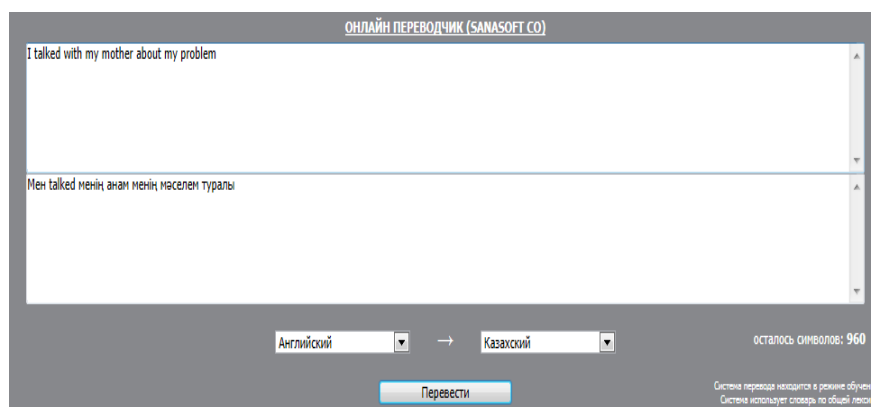 ОНЛАЙН ПЕРЕВОДЧИК (SANASOFT CO)
I talked with my mother about my problem
Мен talked менің анам менің мәселем туралы
Английский → Казахский
осталось символов: 960
Перевести
Система перевода находится в режиме обучен
Система использует словарь по общей лекси